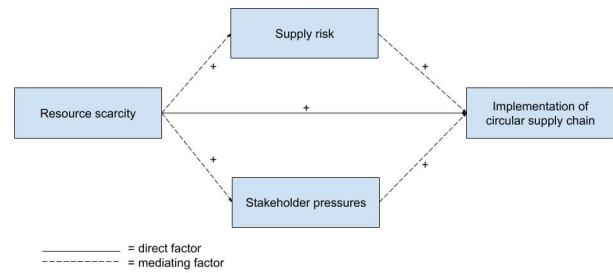 Supply risk
+
+
Resource scarcity
+
Implementation of
circular supply chain
+
+
Stakeholder pressures
= direct factor
= mediating factor